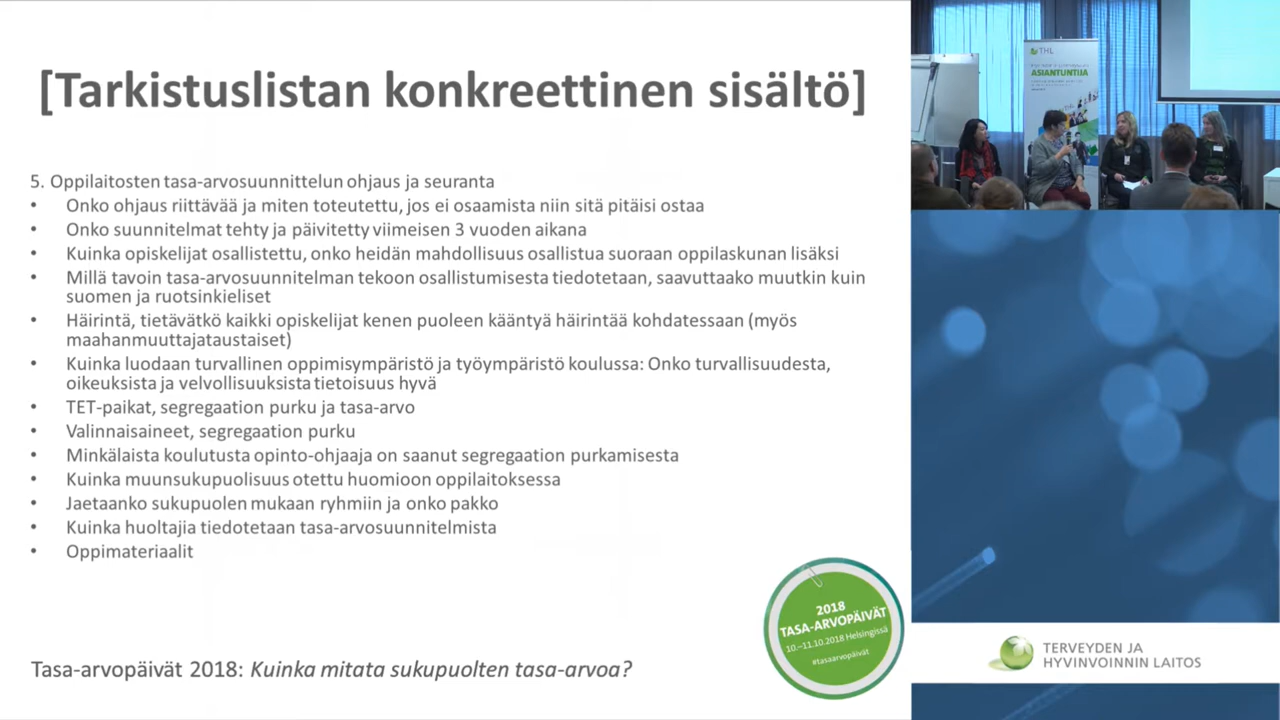 [Tarkistuslistan konkreettinen sisältö]
5. Oppilaitosten tasa-arvosuunnittelun ohjaus ja seuranta
• Onko ohjaus riittävää ja miten toteutettu, jos ei osaamista niin sitä pitäisi ostaa
• Onko suunnitelmat tehty ja päivitetty viimeisen 3 vuoden aikana
• Kuinka opiskelijat osallistettu, onko heidän mahdollisuus osallistua suoraan oppilaskunan lisäksi
• Millä tavoin tasa-arvosuunnitelman tekoon osallistumisesta tiedotetaan, saavuttaako muutkin kuin
suomen ja ruotsinkieliset
• Häirintä, tietävätkö kaikki opiskelijat kenen puoleen kääntyä häirintää kohdatessaan (myös
maahanmuuttajataustaiset)
• Kuinka luodaan turvallinen oppimisympäristö ja työympäristö koulussa: Onko turvallisuudesta,
oikeuksista ja velvollisuuksista tietoisuus hyvä
• TET-paikat, segregaation purku ja tasa-arvo
• Valinnaisaineet, segregaation purku
• Minkälaista koulutusta opinto-ohjaaja on saanut segregaation purkamisesta
• Kuinka muunsukupuolisuus otettu huomioon oppilaitoksessa
• Jaetaanko sukupuolen mukaan ryhmiin ja onko pakko
• Kuinka huoltajia tiedotetaan tasa-arvosuunnitelmista
• Oppimateriaalit
Tasa-arvopäivät 2018: Kuinka mitata sukupuolten tasa-arvoa?
2018
TASA-ARVOPÄIVÄT
10.–11.10.2018 Helsingissä
#tasaarvopäivät
THL
ASIANTUNTIJA
TERVEYDEN JA
HYVINVOINNIN LAITOS